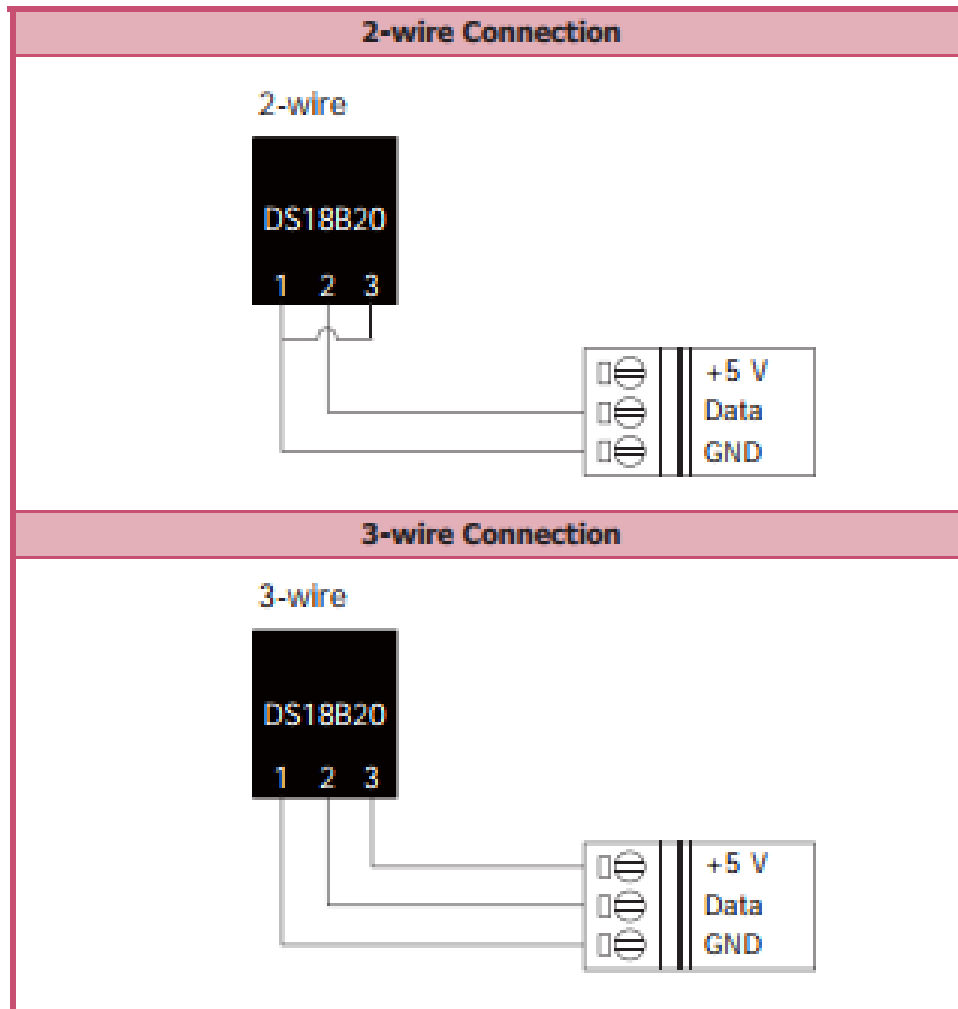 2-wire Connection
2-wire
DS18B20
1 2 3
+5 V
Data
GND
3-wire Connection
3-wire
DS18B20
1 2 3
+5 V
Data
GND